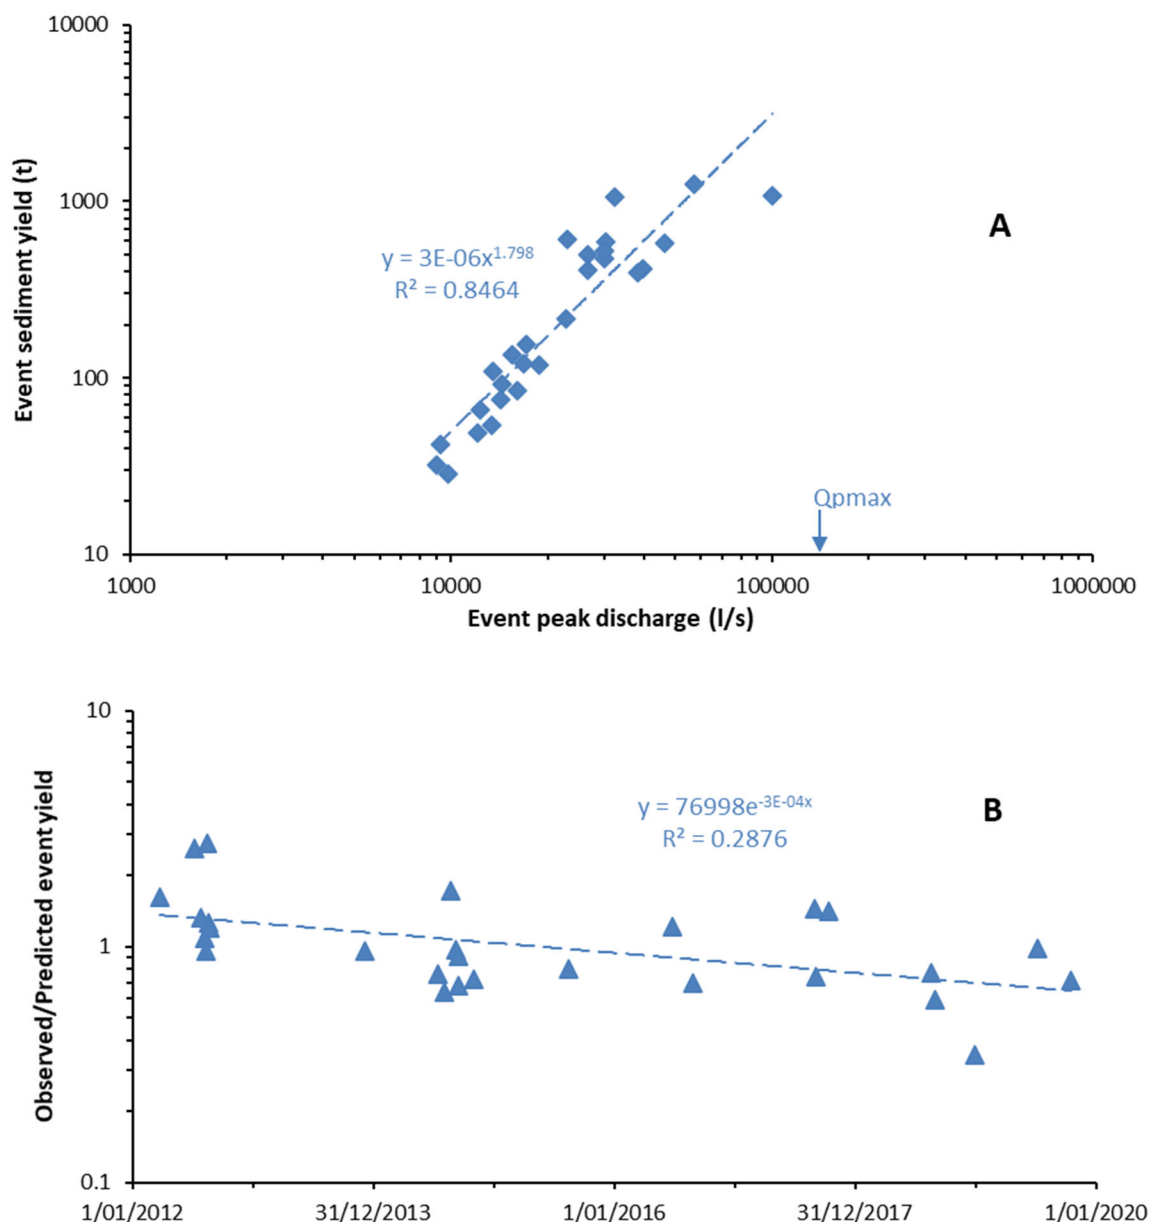 10000
1000
100
10
Event sediment yield (t)
A
y = 3E-06x^1.798
R² = 0.8464
Qpmax
1000 10000 100000 1000000
Event peak discharge (l/s)
10
1
0.1
Observed/Predicted event yield
B
y = 76998e^-3E-04x
R² = 0.2876
1/01/2012 31/12/2013 1/01/2016 31/12/2017 1/01/2020